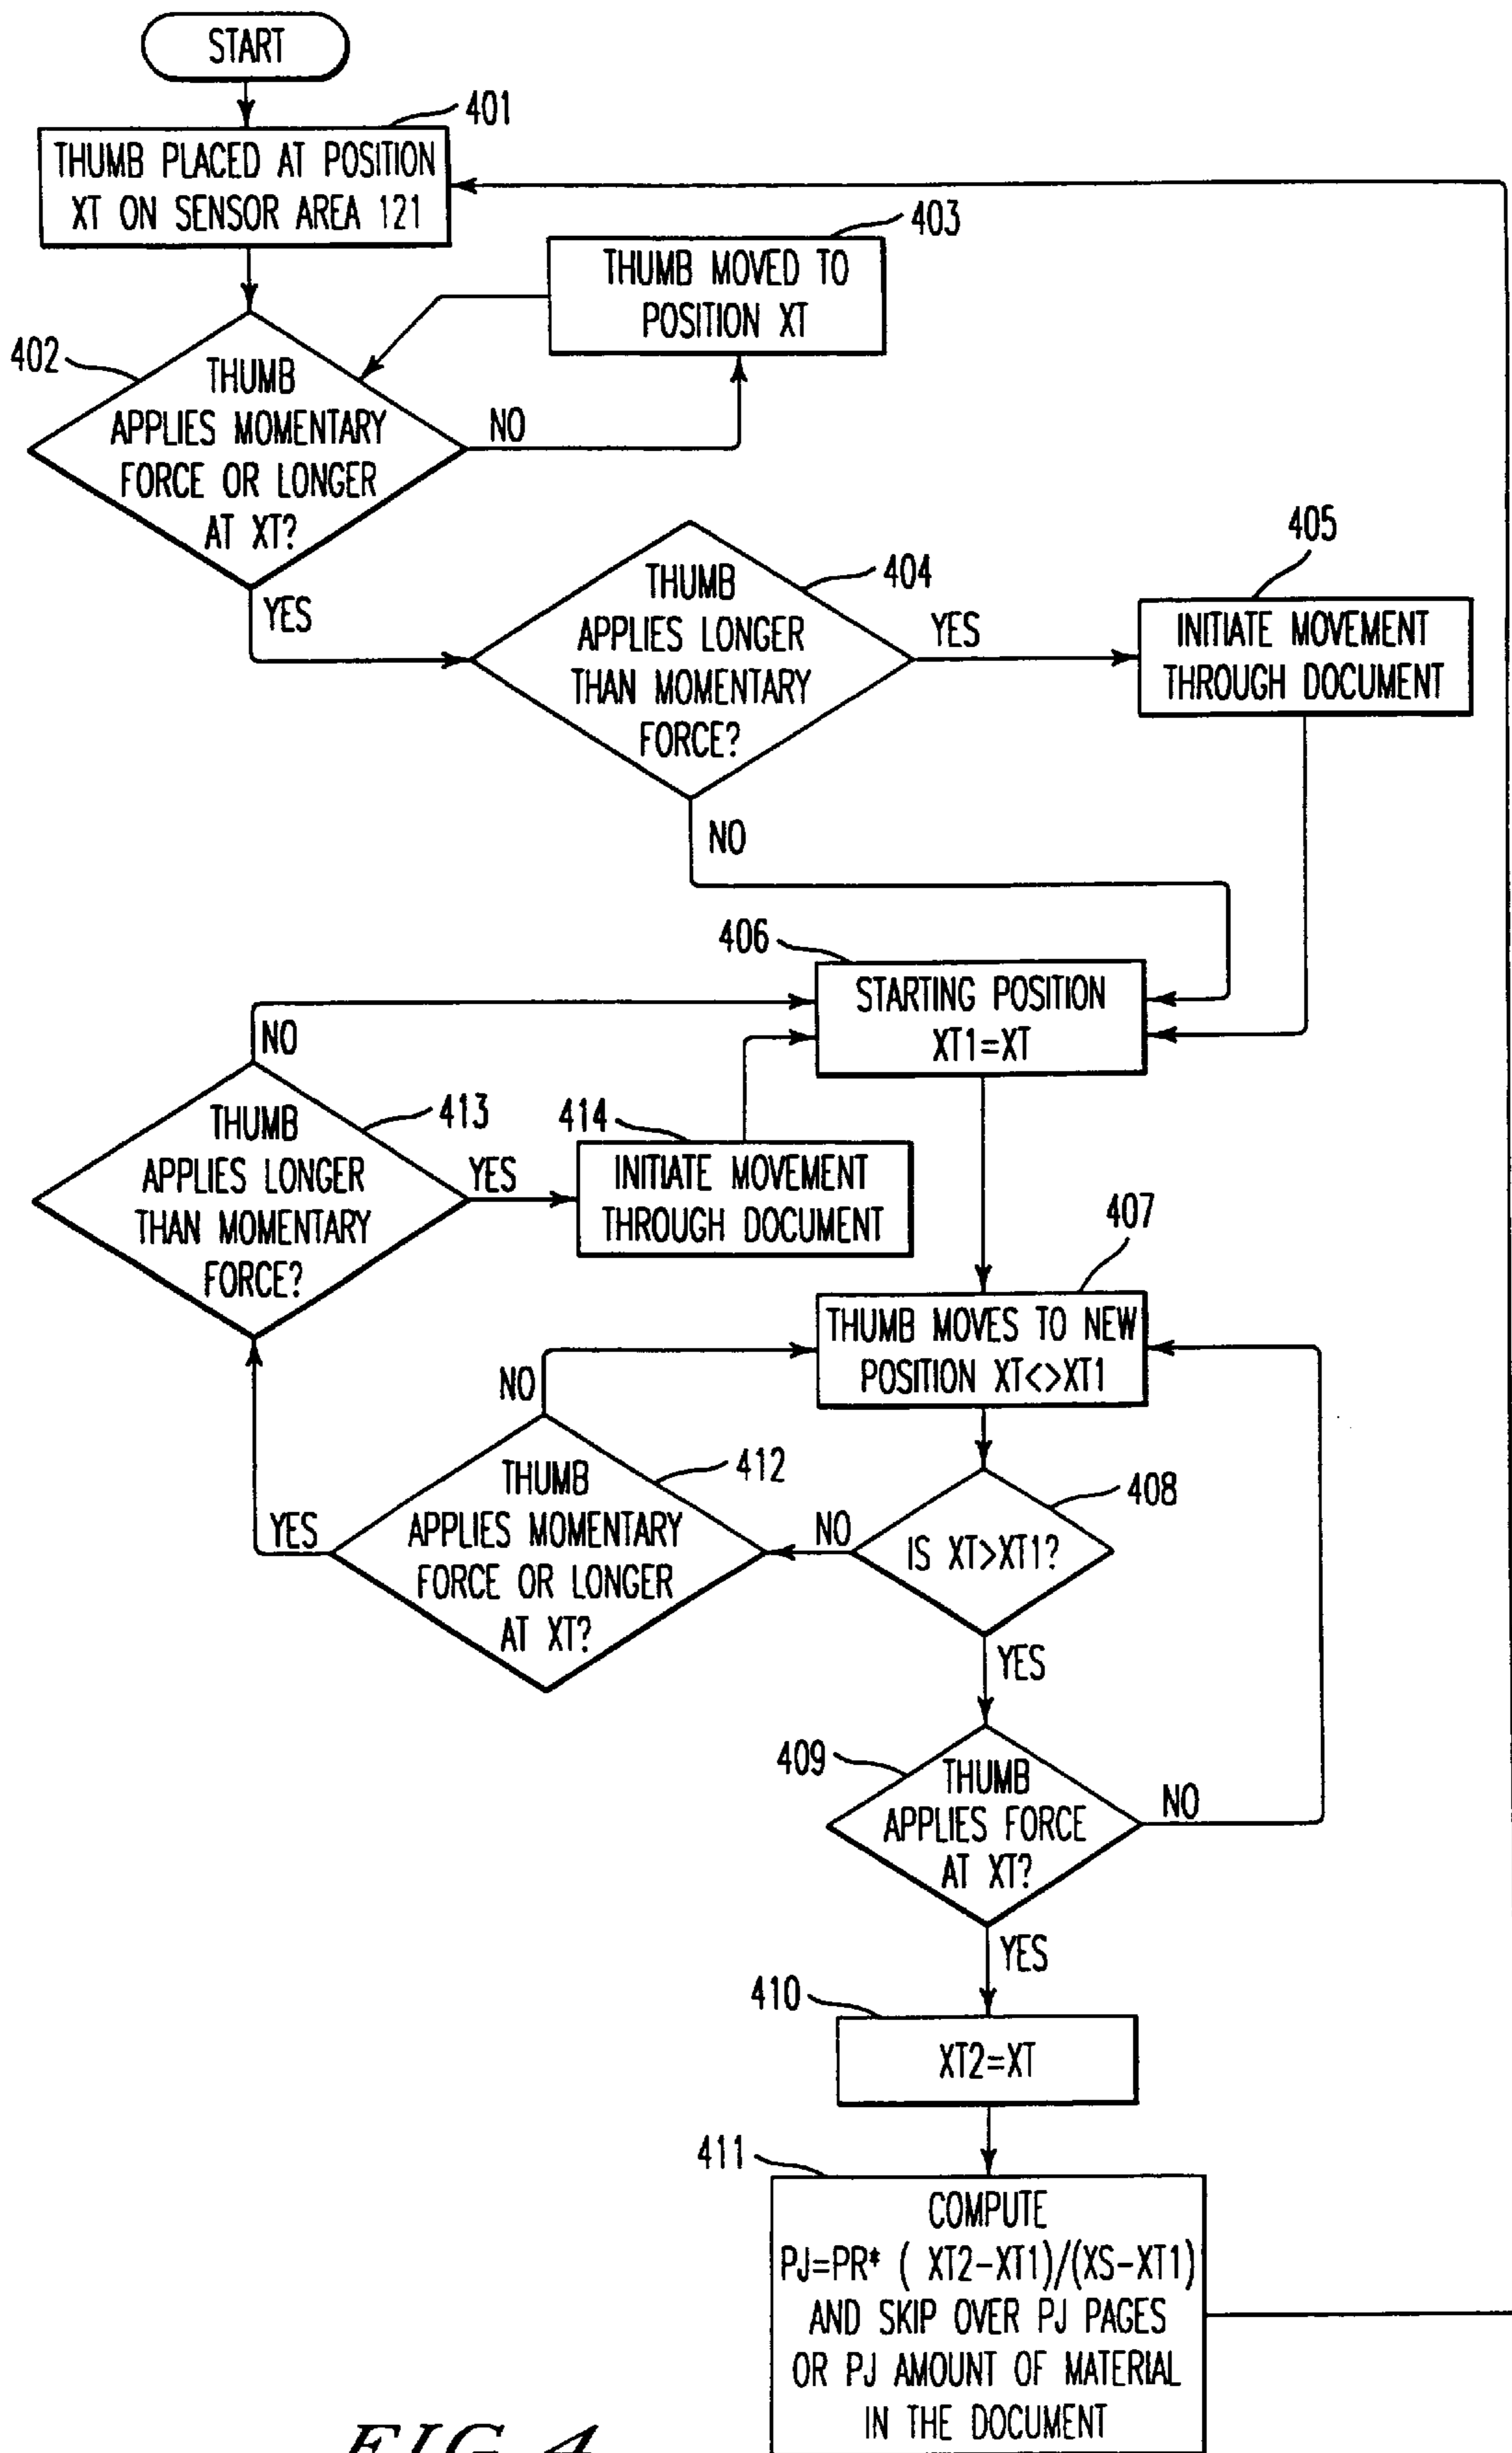 START
401
THUMB PLACED AT POSITION
XT ON SENSOR AREA 121
403
THUMB MOVED TO
POSITION XT
402
THUMB
APPLIES MOMENTARY
FORCE OR LONGER
AT XT?
NO
YES
404
THUMB
APPLIES LONGER
THAN MOMENTARY
FORCE?
YES
NO
405
INITIATE MOVEMENT
THROUGH DOCUMENT
406
STARTING POSITION
XT1=XT
NO
413
THUMB
APPLIES LONGER
THAN MOMENTARY
FORCE?
YES
414
INITIATE MOVEMENT
THROUGH DOCUMENT
407
THUMB MOVES TO NEW
POSITION XT<>XT1
NO
412
THUMB
APPLIES MOMENTARY
FORCE OR LONGER
AT XT?
YES
408
IS XT>XT1?
NO
YES
409
THUMB
APPLIES FORCE
AT XT?
NO
YES
410
XT2=XT
411
COMPUTE
PJ=PR* ( XT2-XT1)/(XS-XT1)
AND SKIP OVER PJ PAGES
OR PJ AMOUNT OF MATERIAL
IN THE DOCUMENT
FIG. 4